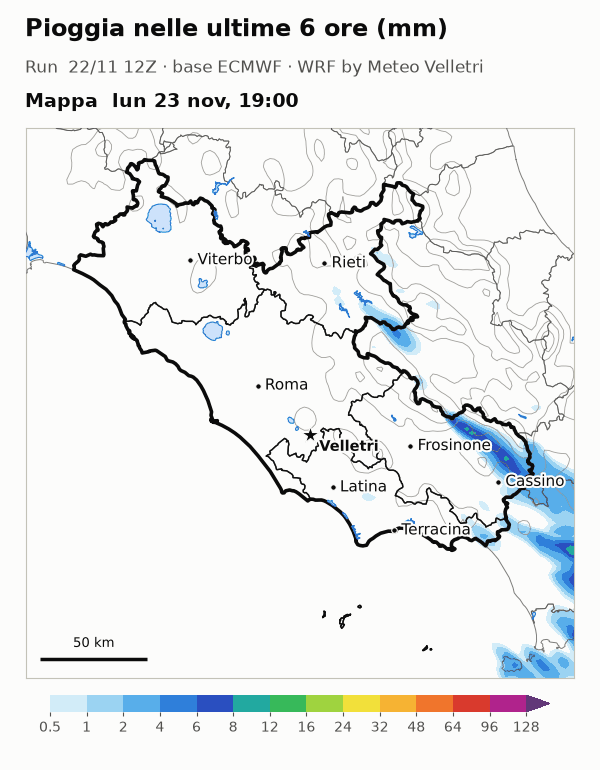 Pioggia nelle ultime 6 ore (mm)
Run  22/11 12Z · base ECMWF · WRF by Meteo Velletri
Mappa  lun 23 nov, 19:00
Viterbo
Rieti
Roma
Velletri
Frosinone
Latina
Cassino
Terracina
50 km
0.5 1 2 4 6 8 12 16 24 32 48 64 96 128